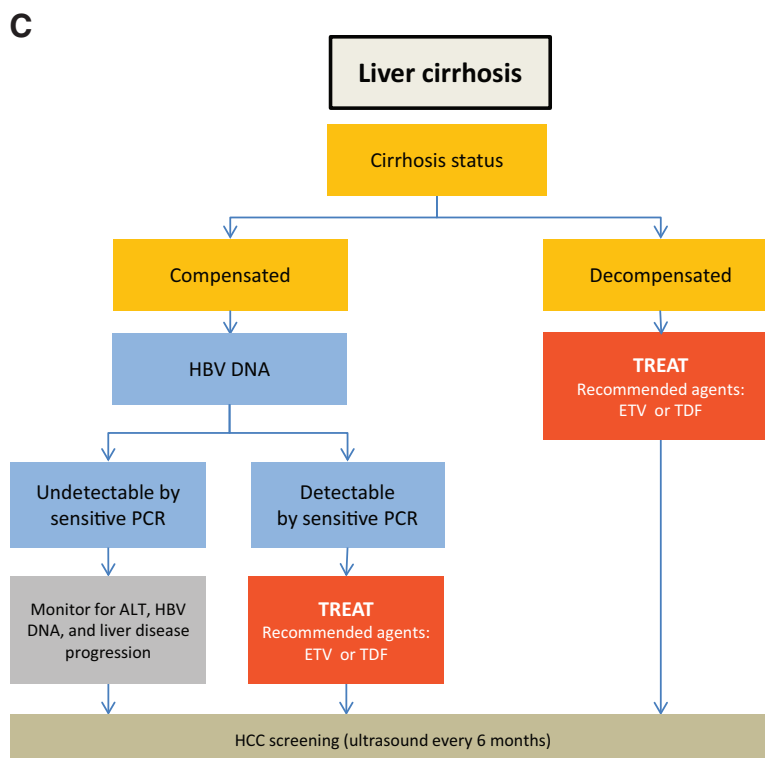 C
Liver cirrhosis
Cirrhosis status
Compensated
Decompensated
HBV DNA
TREAT
Recommended agents:
ETV or TDF
Undetectable by
sensitive PCR
Detectable
by sensitive PCR
Monitor for ALT, HBV
DNA, and liver disease
progression
TREAT
Recommended agents:
ETV or TDF
HCC screening (ultrasound every 6 months)